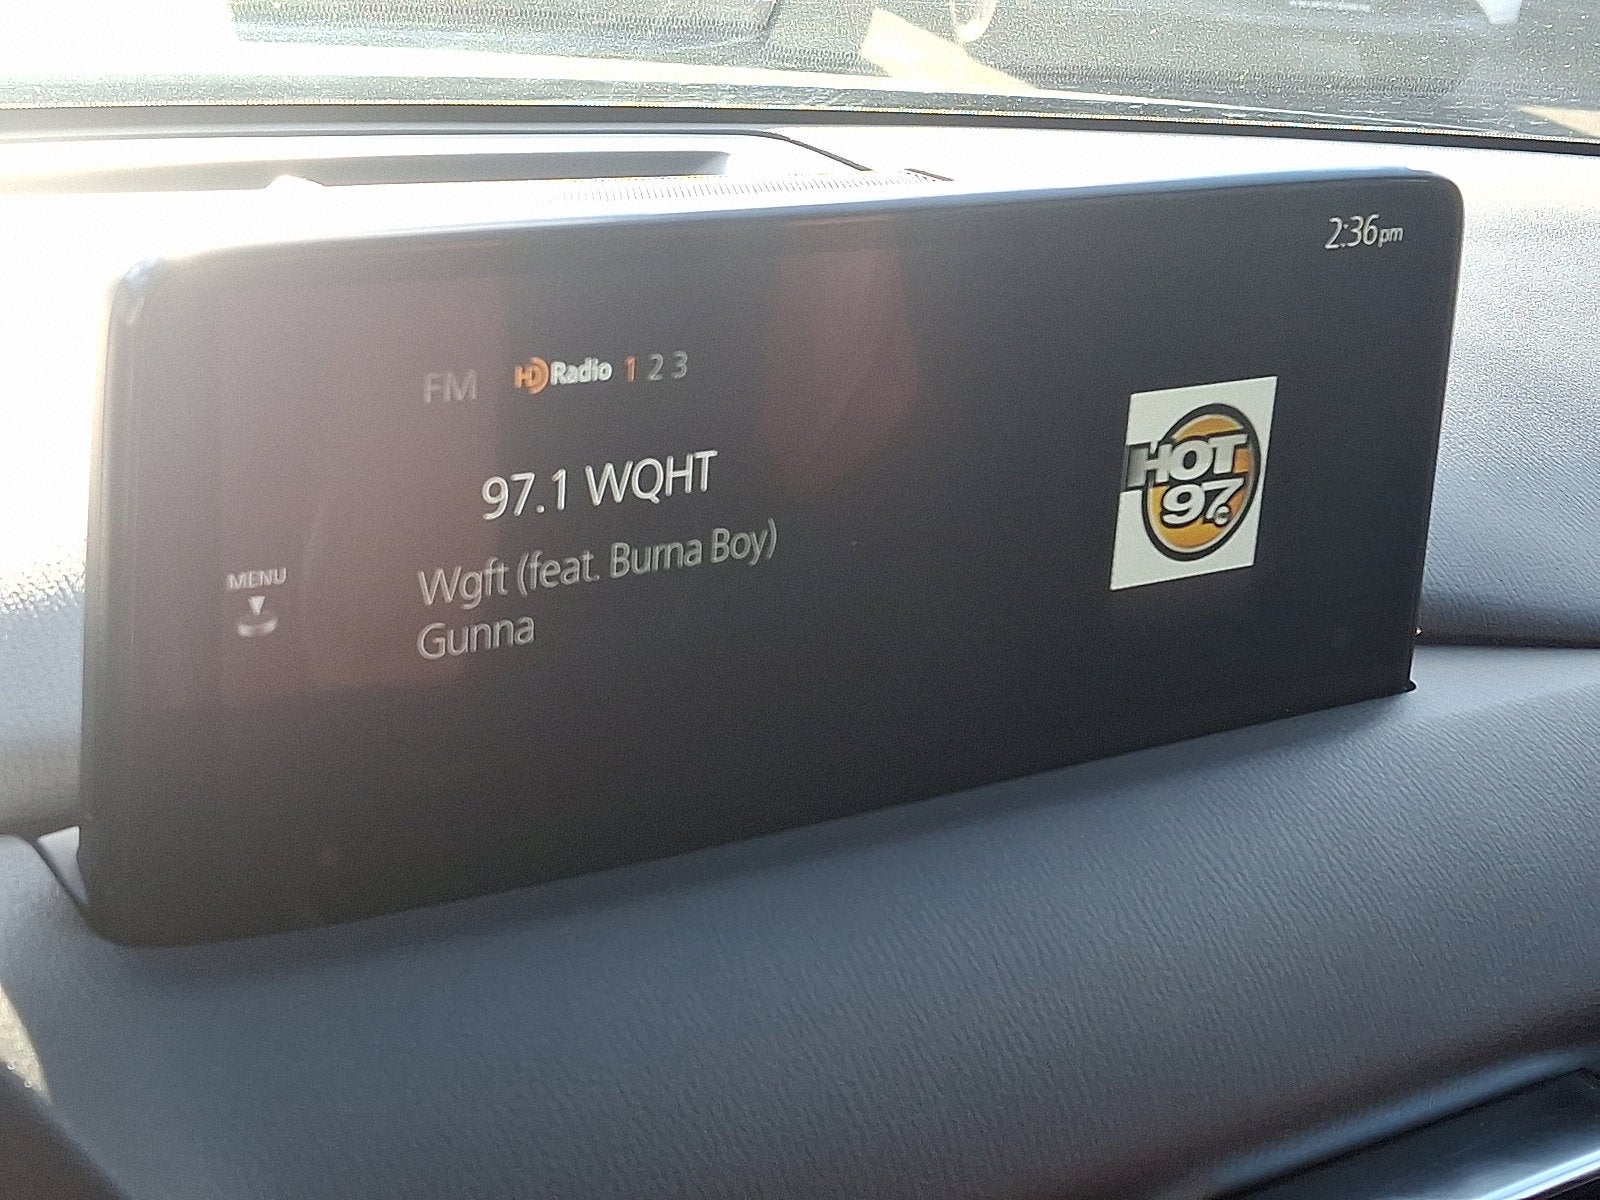 2:36pm
FM HD Radio 1 2 3
97.1 WQHT
Wgft (feat. Burna Boy)
Gunna
MENU
HOT
97